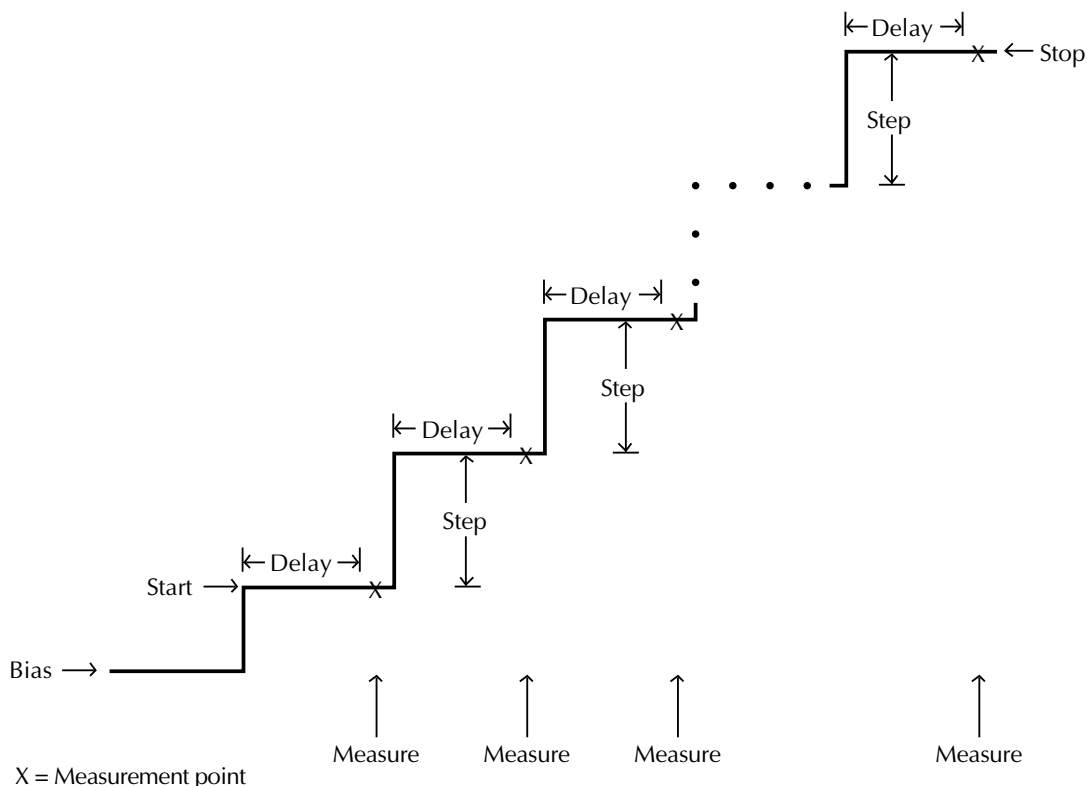 Delay
Stop
Step
Delay
Step
Delay
Step
Delay
Start
Bias
Measure Measure Measure Measure
X = Measurement point
X
X
X
X